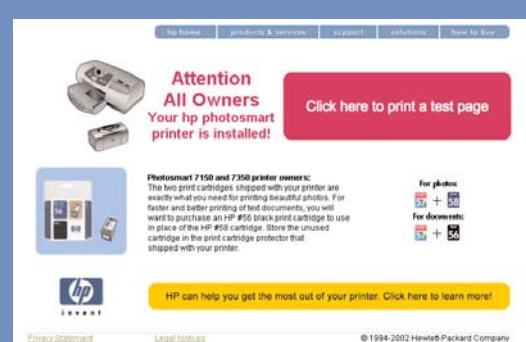 hp home products & services support solutions how to buy
Attention
All Owners
Your hp photosmart
printer is installed!
Click here to print a test page
Photosmart 7150 and 7350 printer owners:
The two print cartridges shipped with your printer are
exactly what you need for printing beautiful photos. For
faster and better printing of text documents, you will
want to purchase an HP #56 black print cartridge to use
in place of the HP #58 cartridge. Store the unused
cartridge in the print cartridge protector that
shipped with your printer.
For photos:
57 + 58
For documents:
57 + 56
56
hp
invent
HP can help you get the most out of your printer. Click here to learn more!
Privacy Statement Legal Notices © 1994-2002 Hewlett-Packard Company